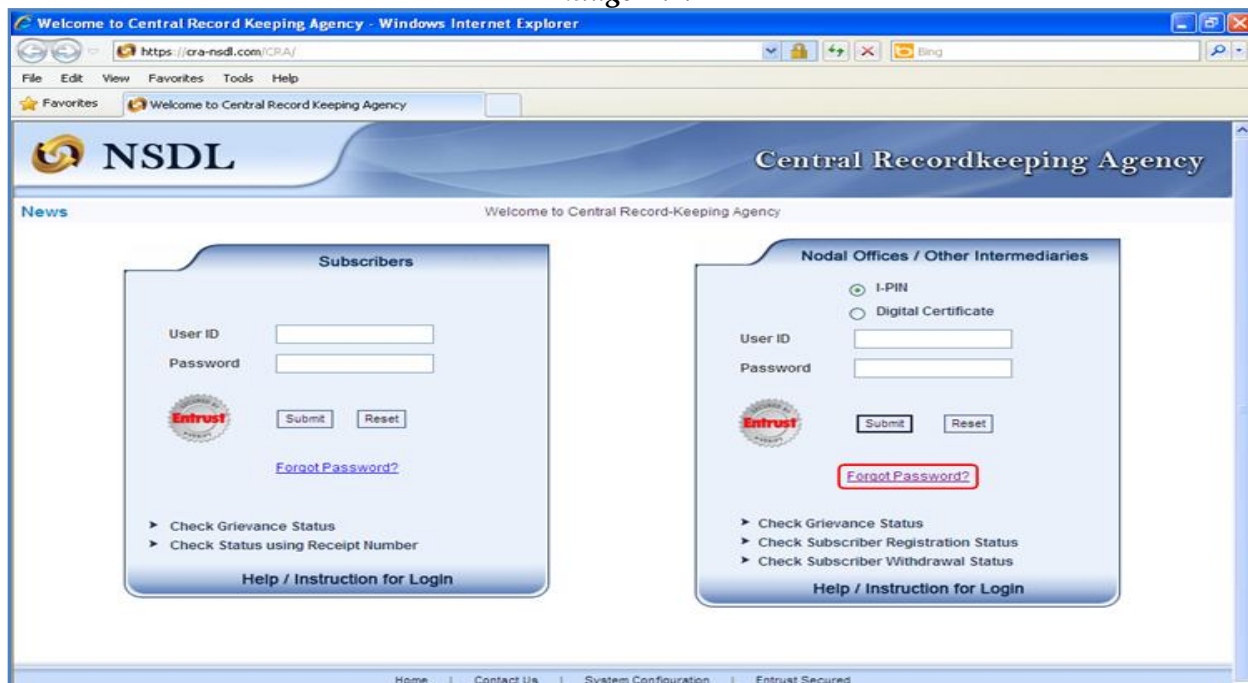 Welcome to Central Record Keeping Agency - Windows Internet Explorer
https://cra-nsdl.com/CRA/
Bing
File Edit View Favorites Tools Help
Favorites Welcome to Central Record Keeping Agency
NSDL
Central Recordkeeping Agency
News
Welcome to Central Record-Keeping Agency
Subscribers
User ID
Password
Entrust
Submit Reset
Forgot Password?
Check Grievance Status
Check Status using Receipt Number
Help / Instruction for Login
Nodal Offices / Other Intermediaries
I-PIN
Digital Certificate
User ID
Password
Entrust
Submit Reset
Forgot Password?
Check Grievance Status
Check Subscriber Registration Status
Check Subscriber Withdrawal Status
Help / Instruction for Login
Home | Contact Us | System Configuration | Entrust Secured